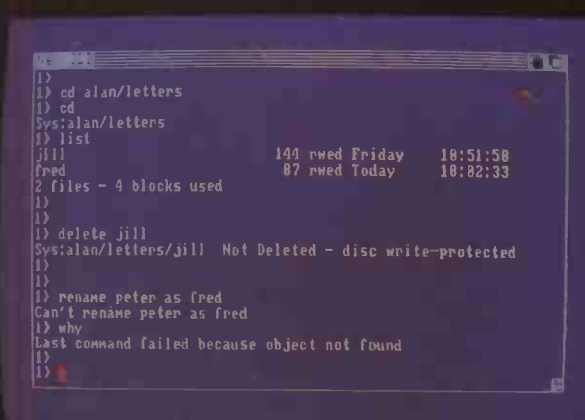 1>
1> cd alan/letters
1> cd
Sys:alan/letters
1> list
jill 144 rwed Friday 10:51:50
fred 87 rwed Today 10:02:33
2 files - 4 blocks used
1>
1>
1> delete jill
Sys:alan/letters/jill Not Deleted - disc write-protected
1>
1>
1> rename peter as fred
Can't rename peter as fred
1> why
Last command failed because object not found
1>
1>